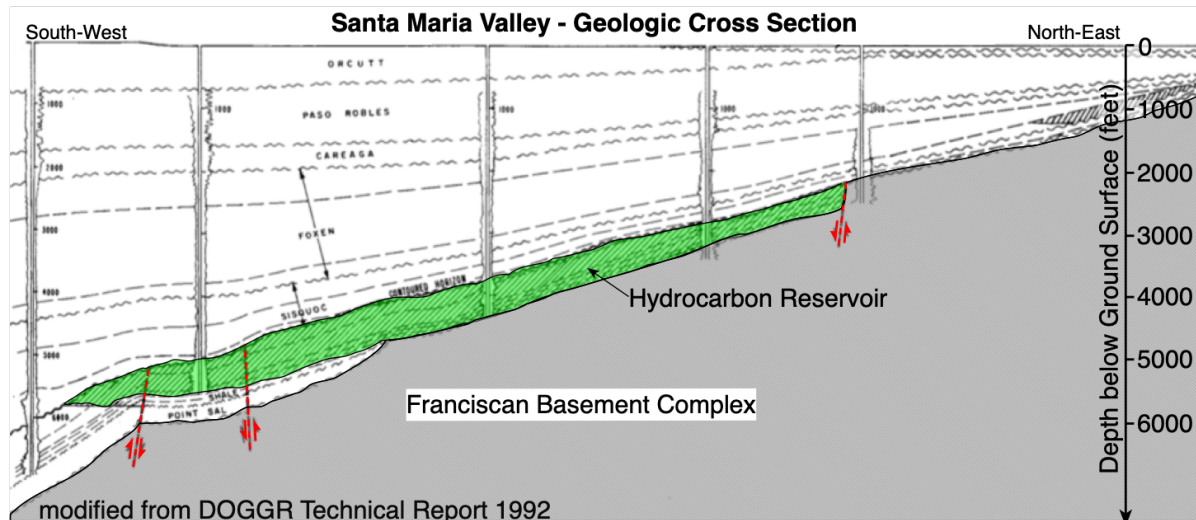 Santa Maria Valley - Geologic Cross Section
South-West
North-East
0
ORCUTT
1000
1000
1000
1000
1000
1000
PASO ROBLES
CAREAGA
2000
2000
FOXEN
3000
3000
4000
4000
CONTOURED HORIZON
SISQUOC
Hydrocarbon Reservoir
5000
5000
SHALE
POINT SAL
6000
6000
Franciscan Basement Complex
Depth below Ground Surface (feet)
modified from DOGGR Technical Report 1992